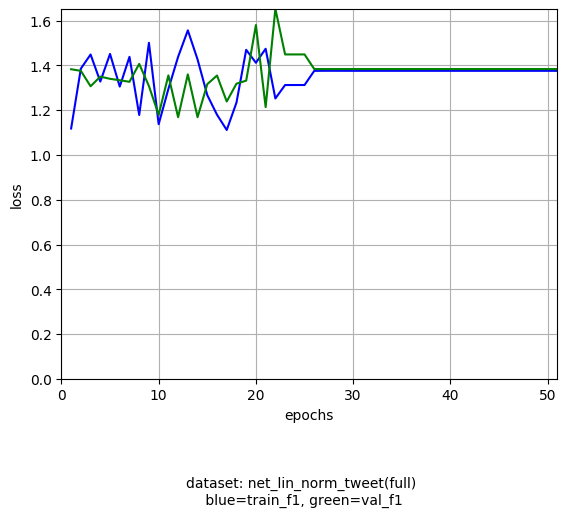 1.6
1.4
1.2
1.0
0.8
0.6
0.4
0.2
0.0
loss
0 10 20 30 40 50
epochs
dataset: net_lin_norm_tweet(full)
blue=train_f1, green=val_f1